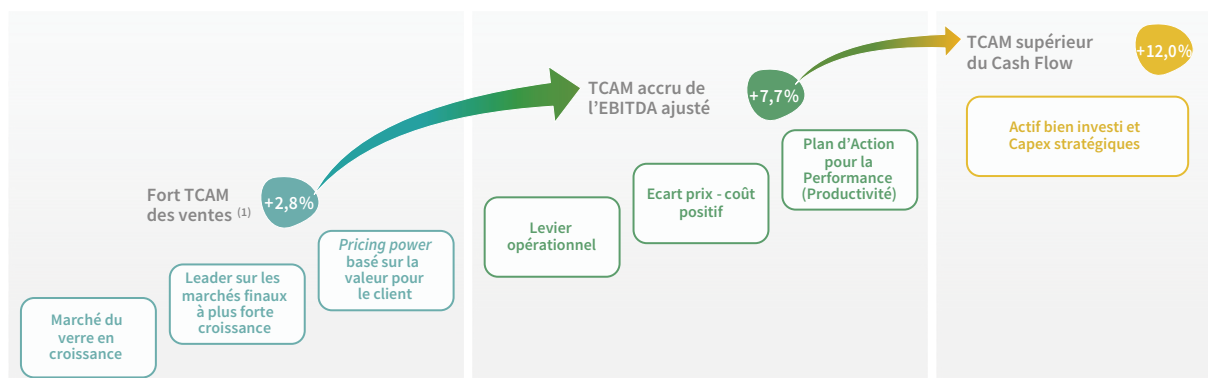 Fort TCAM
des ventes (1)
+2,8%
Marché du
verre en
croissance
Leader sur les
marchés finaux
à plus forte
croissance
Pricing power
basé sur la
valeur pour
le client
TCAM accru de
l’EBITDA ajusté
+7,7%
Levier
opérationnel
Ecart prix - coût
positif
Plan d’Action
pour la
Performance
(Productivité)
TCAM supérieur
du Cash Flow
+12,0%
Actif bien investi et
Capex stratégiques